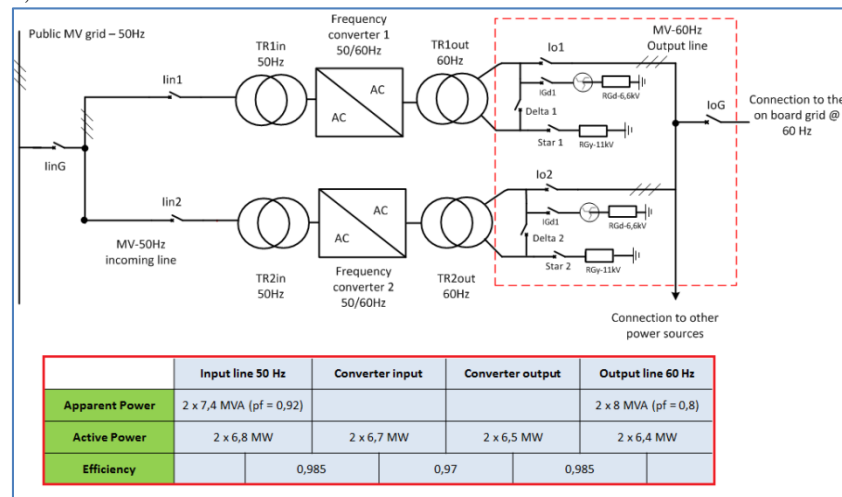 Public MV grid – 50Hz
Iin1
TR1in
50Hz
Frequency
converter 1
50/60Hz
AC
AC
TR1out
60Hz
Io1
MV-60Hz
Output line
IGd1
RGd-6,6kV
Delta 1
Star 1
RGy-11kV
IoG
Connection to the
on board grid @
60 Hz
IinG
Iin2
MV-50Hz
incoming line
TR2in
50Hz
AC
AC
Frequency
converter 2
50/60Hz
TR2out
60Hz
Io2
IGd1
RGd-6,6kV
Delta 2
Star 2
RGy-11kV
Connection to other
power sources
Input line 50 Hz Converter input Converter output Output line 60 Hz
Apparent Power 2 x 7,4 MVA (pf = 0,92) 2 x 8 MVA (pf = 0,8)
Active Power 2 x 6,8 MW 2 x 6,7 MW 2 x 6,5 MW 2 x 6,4 MW
Efficiency 0,985 0,97 0,985